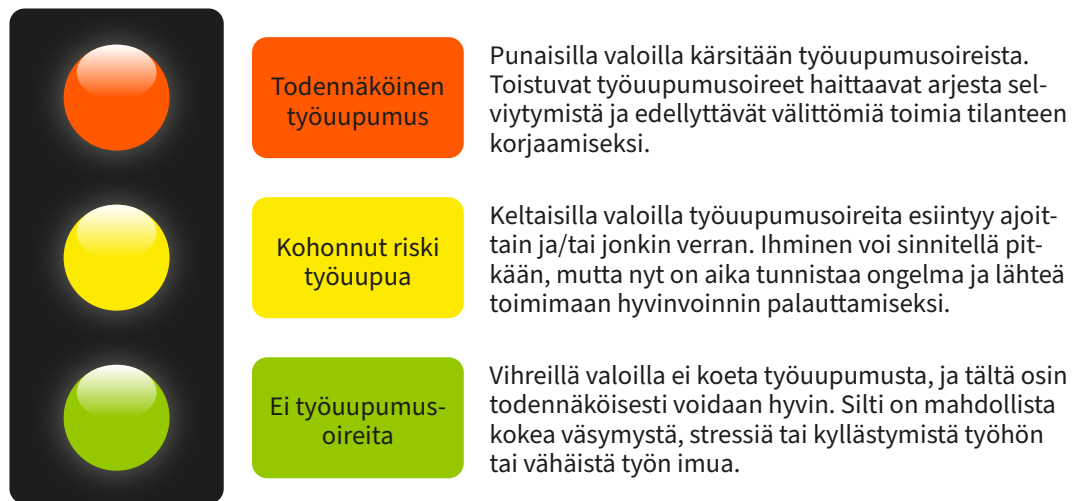 Todennäköinen
työuupumus
Punaisilla valoilla kärsitään työuupumusoireista.
Toistuvat työuupumusoireet haittaavat arjesta sel-
viytymistä ja edellyttävät välittömiä toimia tilanteen
korjaamiseksi.
Kohonnut riski
työuupua
Keltaisilla valoilla työuupumusoireita esiintyy ajoit-
tain ja/tai jonkin verran. Ihminen voi sinnitellä pit-
kään, mutta nyt on aika tunnistaa ongelma ja lähteä
toimimaan hyvinvoinnin palauttamiseksi.
Ei työuupumus-
oireita
Vihreillä valoilla ei koeta työuupumusta, ja tältä osin
todennäköisesti voidaan hyvin. Silti on mahdollista
kokea väsymystä, stressiä tai kyllästymistä työhön
tai vähäistä työn imua.